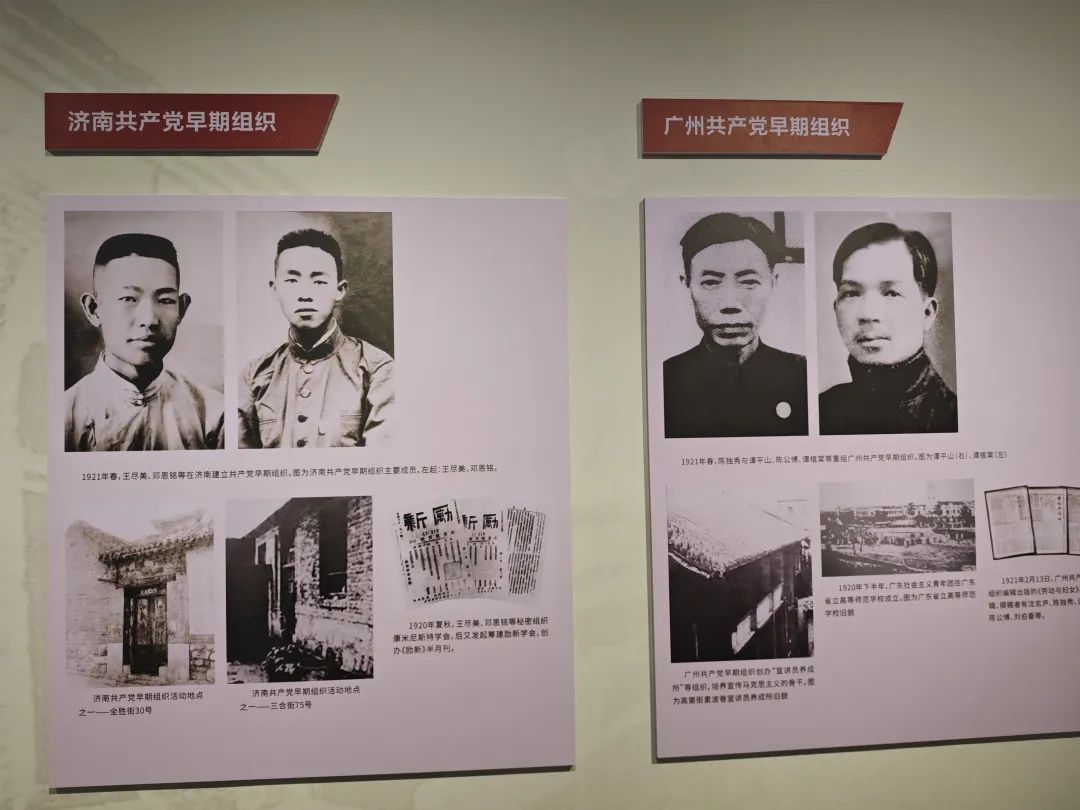 济南共产党早期组织
1921年春,王尽美、邓恩铭等在济南建立共产党早期组织。图为济南共产党早期组织主要成员,左起:王尽美、邓恩铭。
济南共产党早期组织活动地点
之一——全胜街30号
济南共产党早期组织活动地点
之一——三合街75号
新勵
新勵
1920年夏秋,王尽美、邓恩铭等秘密组织
康米尼斯特学会,后又发起筹建励新学会,创
办《励新》半月刊。
广州共产党早期组织
1921年春,陈独秀与谭平山、陈公博、谭植棠等重组广州共产党早期组织。图为谭平山(右)、谭植棠(左)
广州共产党早期组织创办“宣讲员养成
所”等组织,培养宣传马克思主义的骨干。图
为高第街素波巷宣讲员养成所旧貌
1920年下半年,广东社会主义青年团在广东
省立高等师范学校成立。图为广东省立高等师范
学校旧貌
1921年2月13日,广州共产
组织编辑出版的《劳动与妇女》
辑、撰稿者有沈玄庐、陈独秀、
陈公博、刘伯垂等。